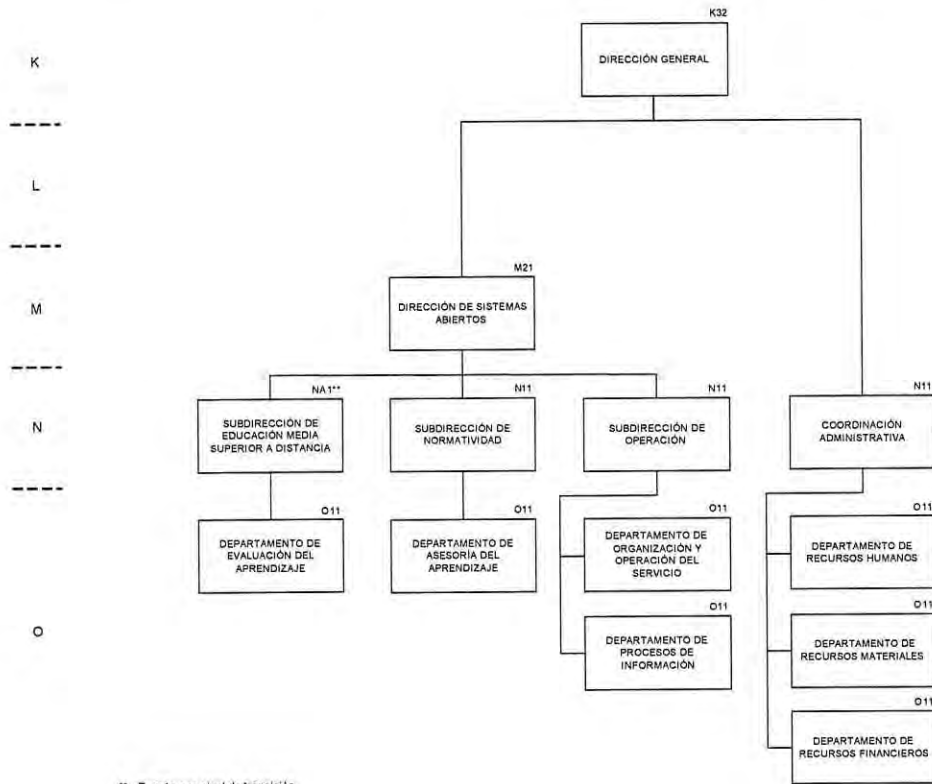 K32
DIRECCIÓN GENERAL
K
L
M21
DIRECCIÓN DE SISTEMAS
ABIERTOS
M
NA1**
SUBDIRECCIÓN DE
EDUCACIÓN MEDIA
SUPERIOR A DISTANCIA
N11
SUBDIRECCIÓN DE
NORMATIVIDAD
N11
SUBDIRECCIÓN DE
OPERACIÓN
N11
COORDINACIÓN
ADMINISTRATIVA
N
O11
DEPARTAMENTO DE
EVALUACIÓN DEL
APRENDIZAJE
O11
DEPARTAMENTO DE
ASESORÍA DEL
APRENDIZAJE
O11
DEPARTAMENTO DE
ORGANIZACIÓN Y
OPERACIÓN DEL
SERVICIO
O11
DEPARTAMENTO DE
RECURSOS HUMANOS
O
O11
DEPARTAMENTO DE
PROCESOS DE
INFORMACIÓN
O11
DEPARTAMENTO DE
RECURSOS MATERIALES
O11
DEPARTAMENTO DE
RECURSOS FINANCIEROS